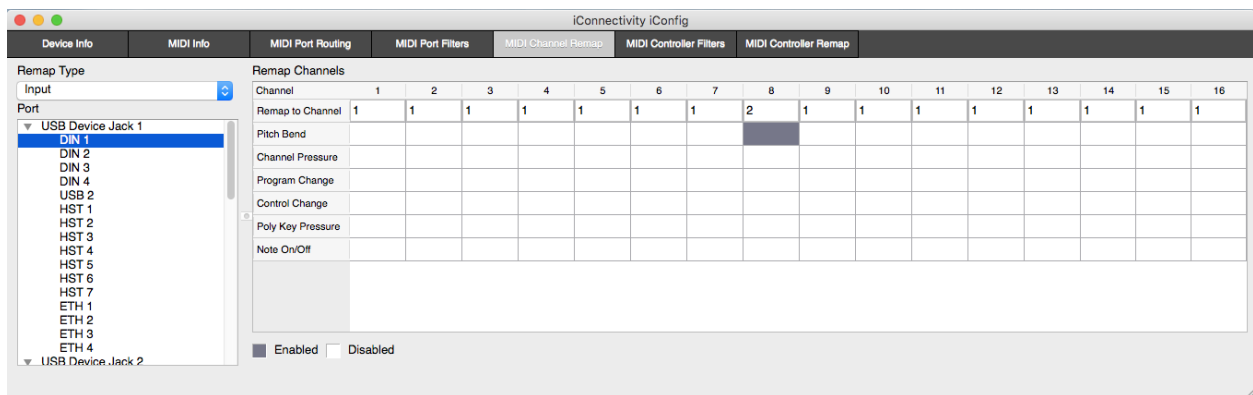 iConnectivity iConfig
Device Info MIDI Info MIDI Port Routing MIDI Port Filters MIDI Channel Remap MIDI Controller Filters MIDI Controller Remap
Remap Type
Input
Port
USB Device Jack 1
DIN 1
DIN 2
DIN 3
DIN 4
USB 2
HST 1
HST 2
HST 3
HST 4
HST 5
HST 6
HST 7
ETH 1
ETH 2
ETH 3
ETH 4
USB Device Jack 2
Remap Channels
Channel 1 2 3 4 5 6 7 8 9 10 11 12 13 14 15 16
Remap to Channel 1 1 1 1 1 1 1 2 1 1 1 1 1 1 1 1
Pitch Bend
Channel Pressure
Program Change
Control Change
Poly Key Pressure
Note On/Off
Enabled Disabled